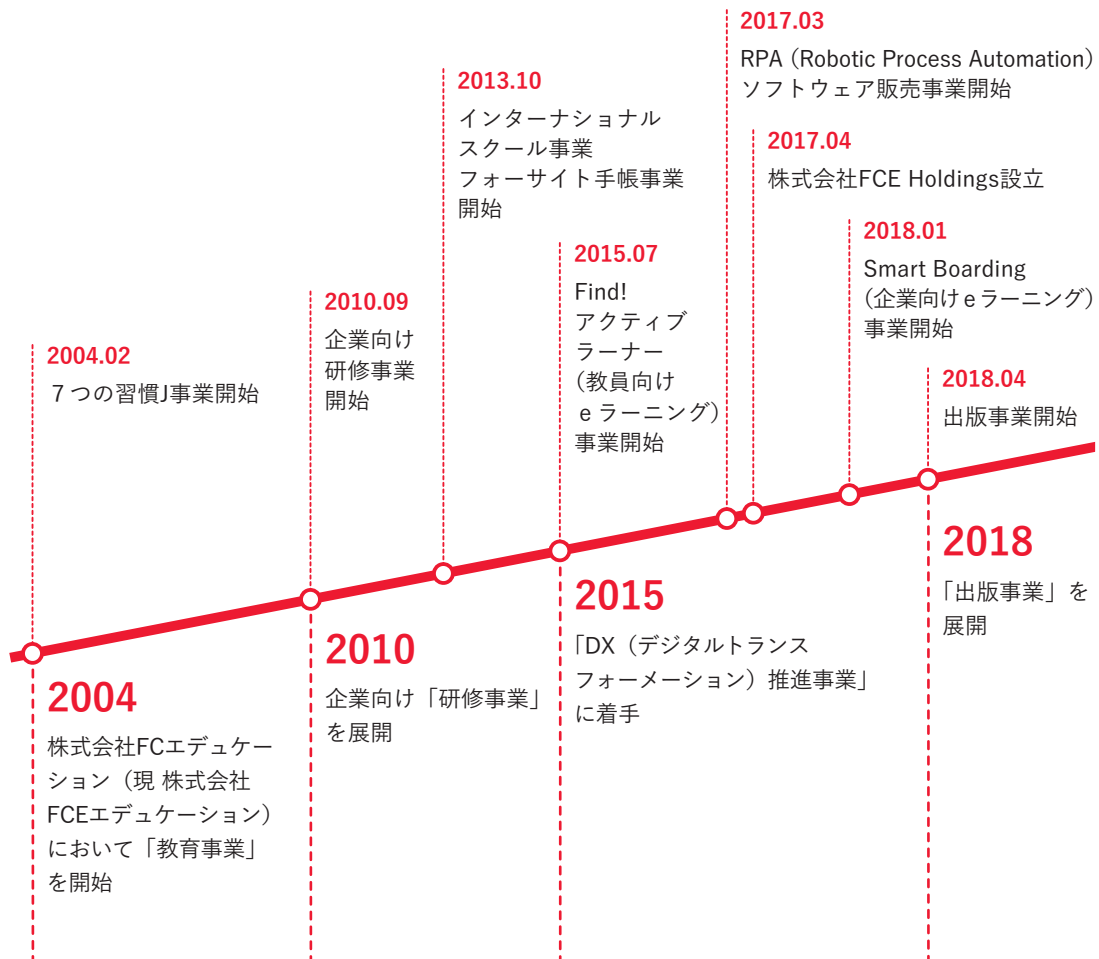 2017.03
RPA (Robotic Process Automation)
ソフトウェア販売事業開始
2013.10
インターナショナル
スクール事業
フォーサイト手帳事業
開始
2017.04
株式会社FCE Holdings設立
2018.01
Smart Boarding
(企業向けeラーニング)
事業開始
2015.07
Find!
アクティブ
ラーナー
(教員向け
eラーニング)
事業開始
2010.09
企業向け
研修事業
開始
2004.02
7つの習慣J事業開始
2018.04
出版事業開始
2004
株式会社FCエデュケー
ション（現 株式会社
FCEエデュケーション）
において「教育事業」
を開始
2010
企業向け「研修事業」
を展開
2015
「DX（デジタルトランス
フォーメーション）推進事業」
に着手
2018
「出版事業」を
展開